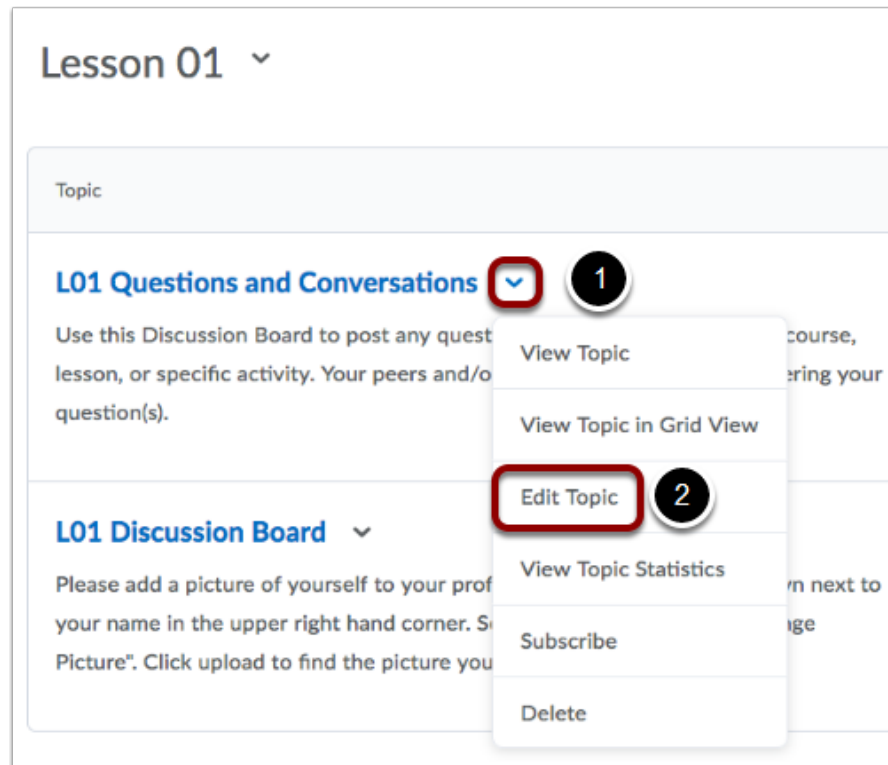 Lesson 01
Topic
L01 Questions and Conversations
1
Use this Discussion Board to post any quest course,
lesson, or specific activity. Your peers and/o ering your
question(s).
View Topic
View Topic in Grid View
Edit Topic
2
View Topic Statistics
Subscribe
Delete
L01 Discussion Board
Please add a picture of yourself to your prof n next to
your name in the upper right hand corner. S ge
Picture". Click upload to find the picture you